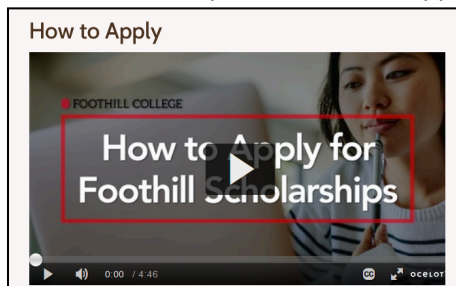 How to Apply
FOOTHILL COLLEGE
How to Apply for
Foothill Scholarships
0:00 / 4:46
CC
OCELOT